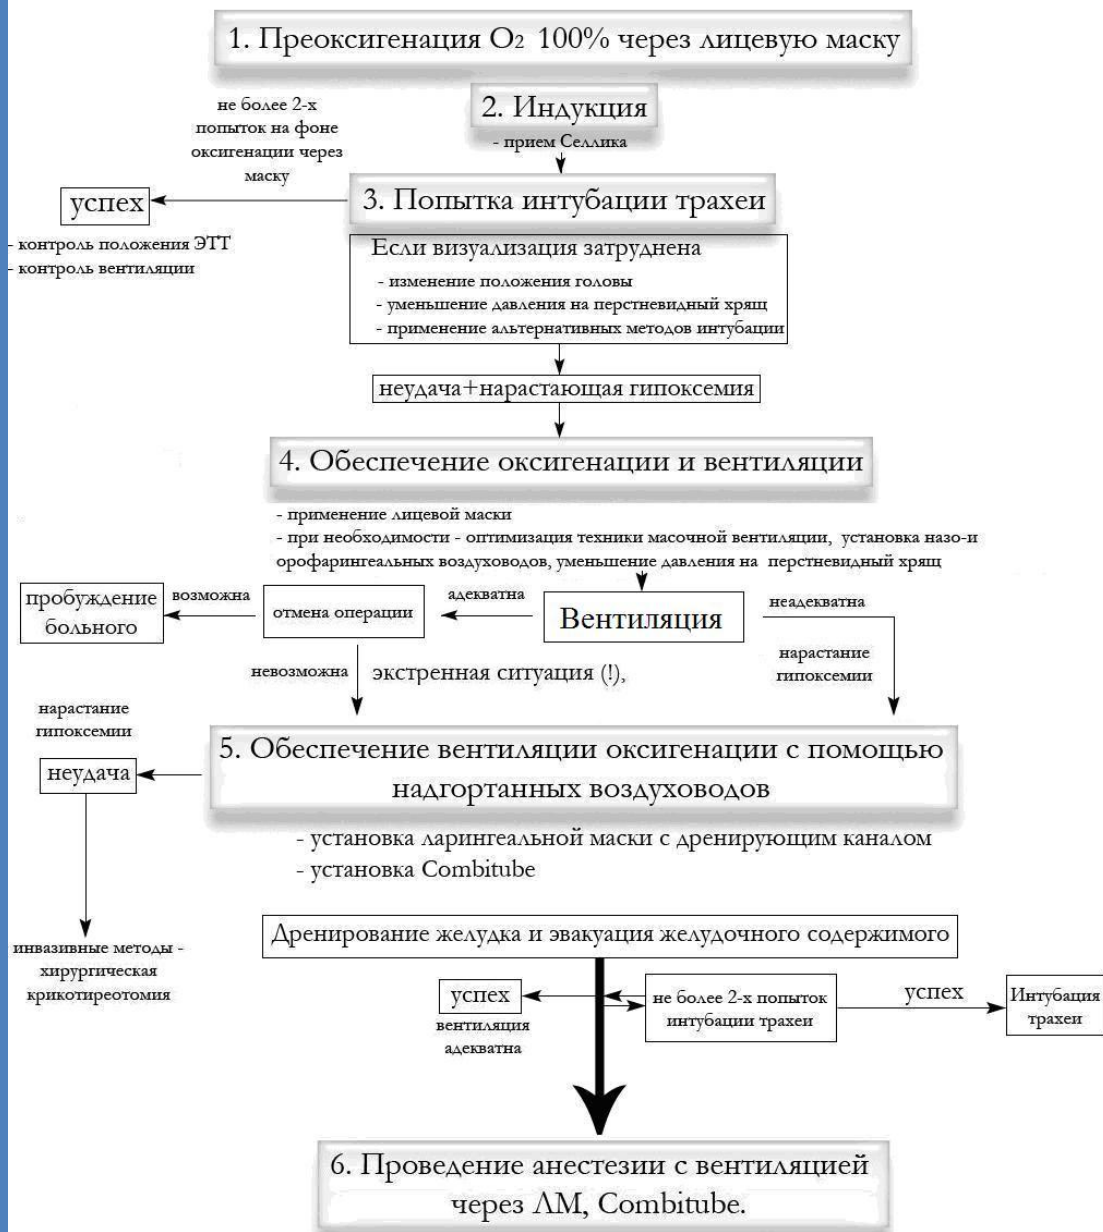 1. Преоксигенация O2 100% через лицевую маску
2. Индукция
- прием Селлика
не более 2-х
попыток на фоне
оксигенации через
маску
успех
3. Попытка интубации трахеи
- контроль положения ЭТТ
- контроль вентиляции
Если визуализация затруднена
- изменение положения головы
- уменьшение давления на перстневидный хрящ
- применение альтернативных методов интубации
неудача+нарастающая гипоксемия
4. Обеспечение оксигенации и вентиляции
- применение лицевой маски
- при необходимости - оптимизация техники масочной вентиляции, установка назо-и
орофарингеальных воздуховодов, уменьшение давления на перстневидный хрящ
пробуждение
больного
возможна
отмена операции
адекватна
Вентиляция
неадекватна
нарастание
гипоксемии
невозможна
экстренная ситуация (!),
нарастание
гипоксемии
неудача
5. Обеспечение вентиляции оксигенации с помощью
надгортанных воздуховодов
- установка ларингеальной маски с дренирующим каналом
- установка Combitube
инвазивные методы -
хирургическая
крикотиреотомия
Дренирование желудка и эвакуация желудочного содержимого
успех
вентиляция
адекватна
не более 2-х попыток
интубации трахеи
успех
Интубация
трахеи
6. Проведение анестезии с вентиляцией
через ЛМ, Combitube.